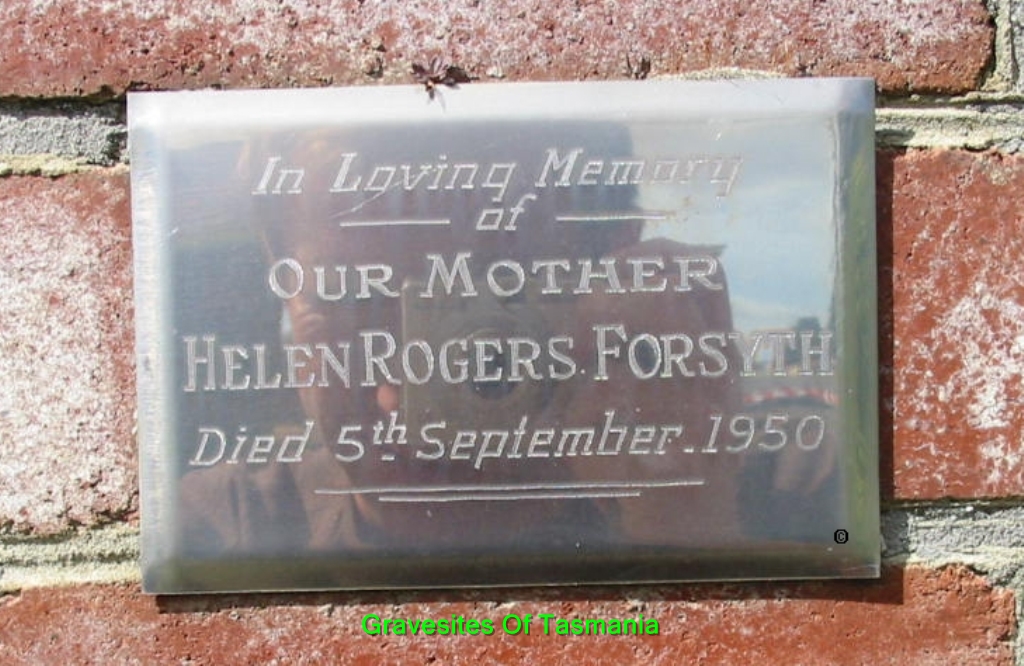 In Loving Memory
of
OUR MOTHER
HELEN ROGERS FORSYTH
Died 5th September. 1950
©
Gravesites Of Tasmania